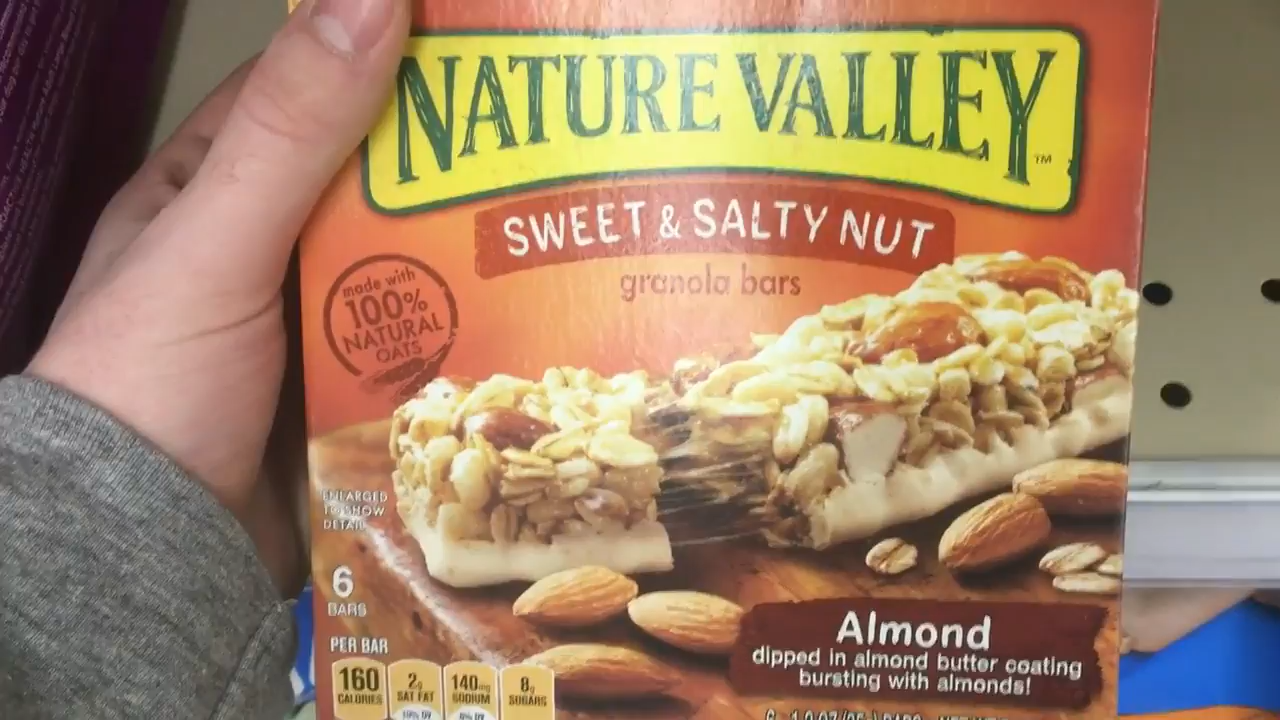 NATURE VALLEY™
SWEET & SALTY NUT
granola bars
made with
100%
NATURAL
OATS
ENLARGED
TO SHOW
DETAIL
6
BARS
PER BAR
160
CALORIES
2g
SAT FAT
10% DV
140mg
SODIUM
6% DV
8g
SUGARS
Almond
dipped in almond butter coating
bursting with almonds!